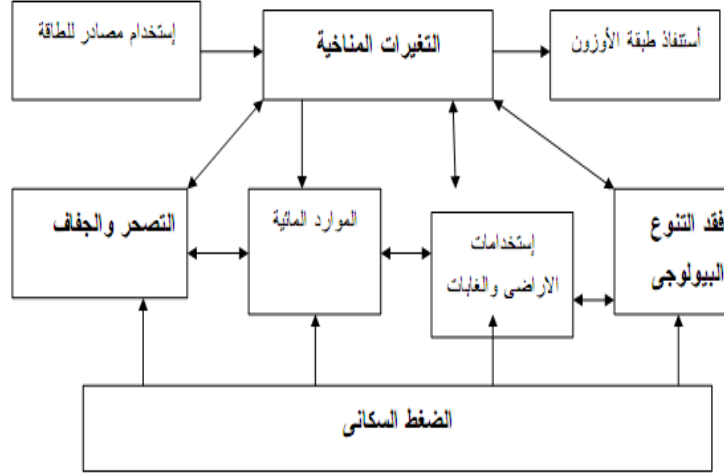 إستخدام مصادر للطاقة
التغيرات المناخية
أستنفاذ طبقة الأوزون
التصحر والجفاف
الموارد المائية
إستخدامات
الاراضى والغابات
فقد التنوع
البيولوجى
الضغط السكانى